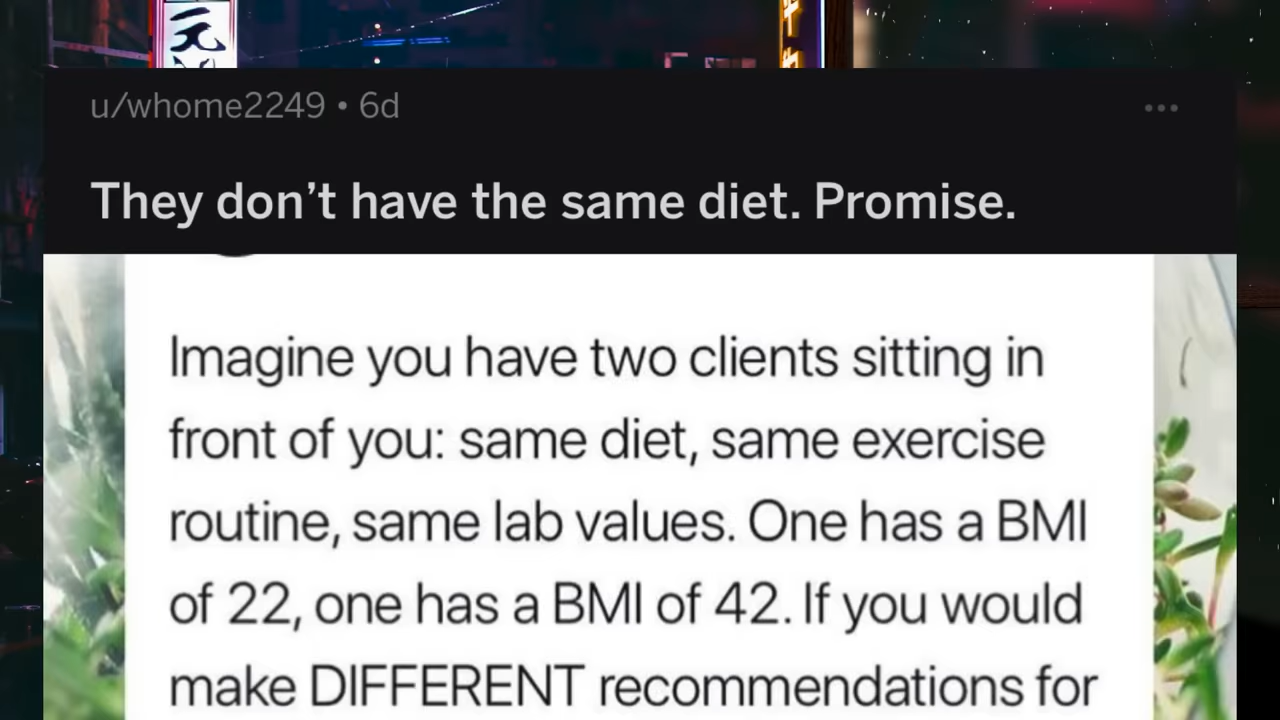 元
u/whome2249 • 6d
...
They don’t have the same diet. Promise.
Imagine you have two clients sitting in
front of you: same diet, same exercise
routine, same lab values. One has a BMI
of 22, one has a BMI of 42. If you would
make DIFFERENT recommendations for